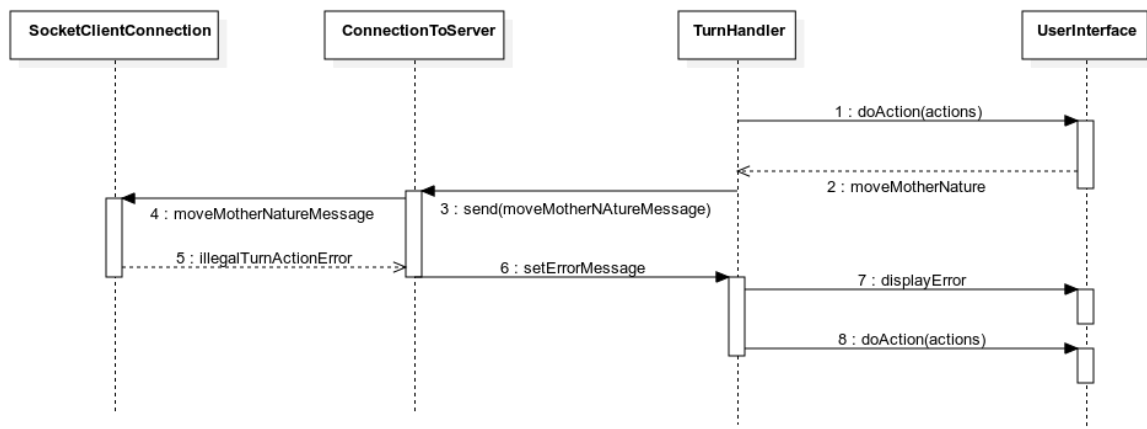 SocketClientConnection
ConnectionToServer
TurnHandler
UserInterface
1 : doAction(actions)
2 : moveMotherNature
3 : send(moveMotherNAtureMessage)
4 : moveMotherNatureMessage
5 : illegalTurnActionError
6 : setErrorMessage
7 : displayError
8 : doAction(actions)